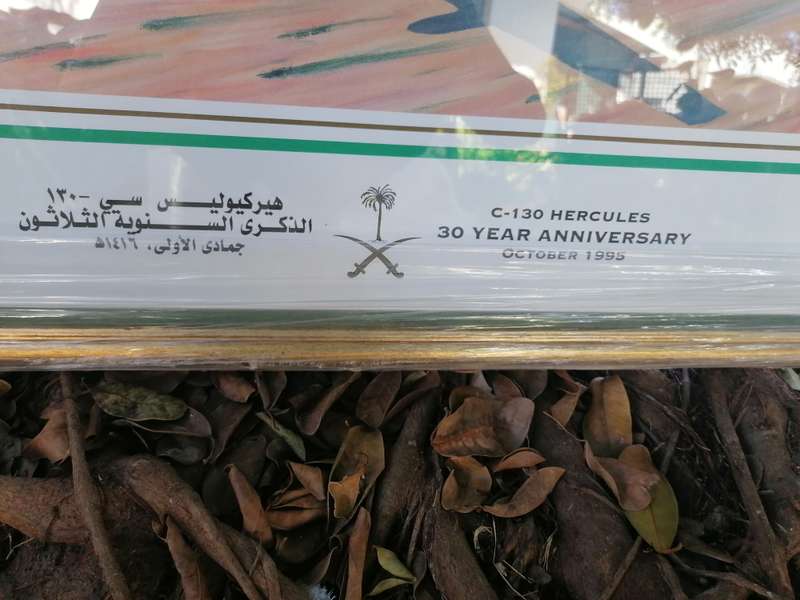 هيركيوليس سي -١٣٠
الذكرى السنوية الثلاثون
جمادى الأولى، ١٤١٦هـ
C-130 HERCULES
30 YEAR ANNIVERSARY
OCTOBER 1995